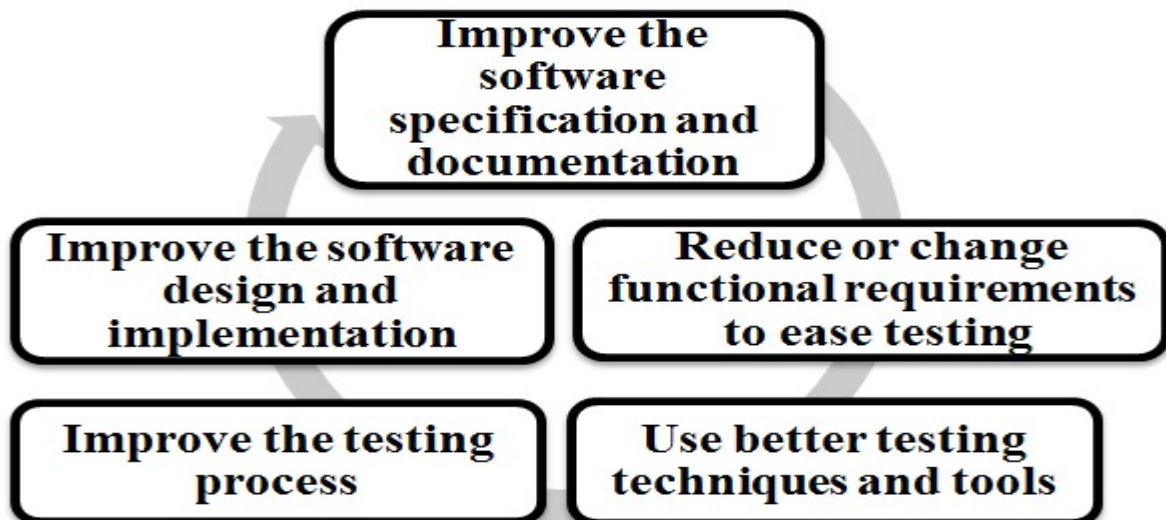 Improve the
software
specification and
documentation
Reduce or change
functional requirements
to ease testing
Use better testing
techniques and tools
Improve the testing
process
Improve the software
design and
implementation